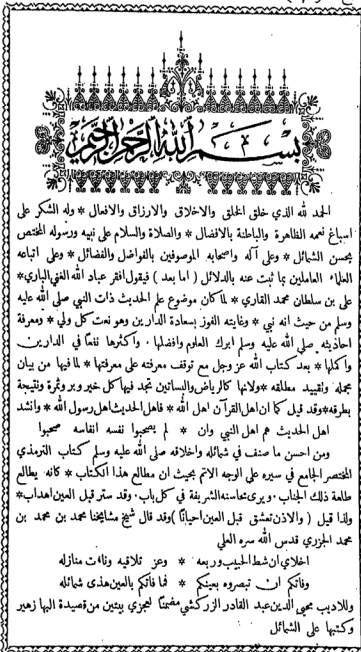 بسم الله الرحمن الرحيم
الحمد لله الذي خلق الخلق والاخلاق والارزاق والافعال * وله الشكر على
اسباغ نعمه الظاهرة والباطنة بالافضال * والصلاة والسلام على نبيه ورسوله المختص
بحسن الشمائل * وعلى آله واصحابه الموصوفين بالفواضل والفضائل * وعلى اتباعه
العلماء العاملين بما ثبت عنه بالدلائل ( اما بعد ) فيقول افقر عباد الله الغني الباري *
علي بن سلطان محمد القاري * لما كان موضوع علم الحديث ذات النبي صلى الله عليه
وسلم من حيث انه نبي * وغايته الفوز بسعادة الدارين وهو نعت كل ولي * ومعرفة
احاديثه صلى الله عليه وسلم ابرك العلوم وافضلها * واكثرها نفعا في الدارين
واكملها * بعد كتاب الله عز وجل مع توقف معرفته على معرفتها * لما فيها من بيان
مجمله وتقييد مطلقه * ولانها كالرياض والبساتين تجد فيها كل خير وبر وثمرة ونتيجة
بطرقه * وقد قيل كما ان اهل القرآن اهل الله * فاهل الحديث اهل رسول الله * وانشد
اهل الحديث هم اهل النبي وان * لم يصحبوا نفسه انفاسه صحبوا
ومن احسن ما صنف في شمائله واخلاقه صلى الله عليه وسلم كتاب الترمذي
المختصر الجامع في سيره على الوجه الاتم بحيث ان مطالع هذا الكتاب * كانه يطالع
طلعة ذلك الجناب * ويرى محاسنه الشريفة في كل باب * وقد ستر قبل العين اهداب *
ولذا قيل ( والاذن تعشق قبل العين احيانا ) وقد قال شيخ مشايخنا محمد بن محمد بن
محمد الجزري قدس الله سره العلي
اخلاي ان شط الحبيب وربعه * وعز تلاقيه وناءت منازله
وفاتكم ان تبصروه بعينكم * فما فاتكم بالعين هذي شمائله
وللاديب محيي الدين عبد القادر الزركشي مضمنا لعجزي بيتين من قصيدة البها زهير
وكتبها على الشمائل